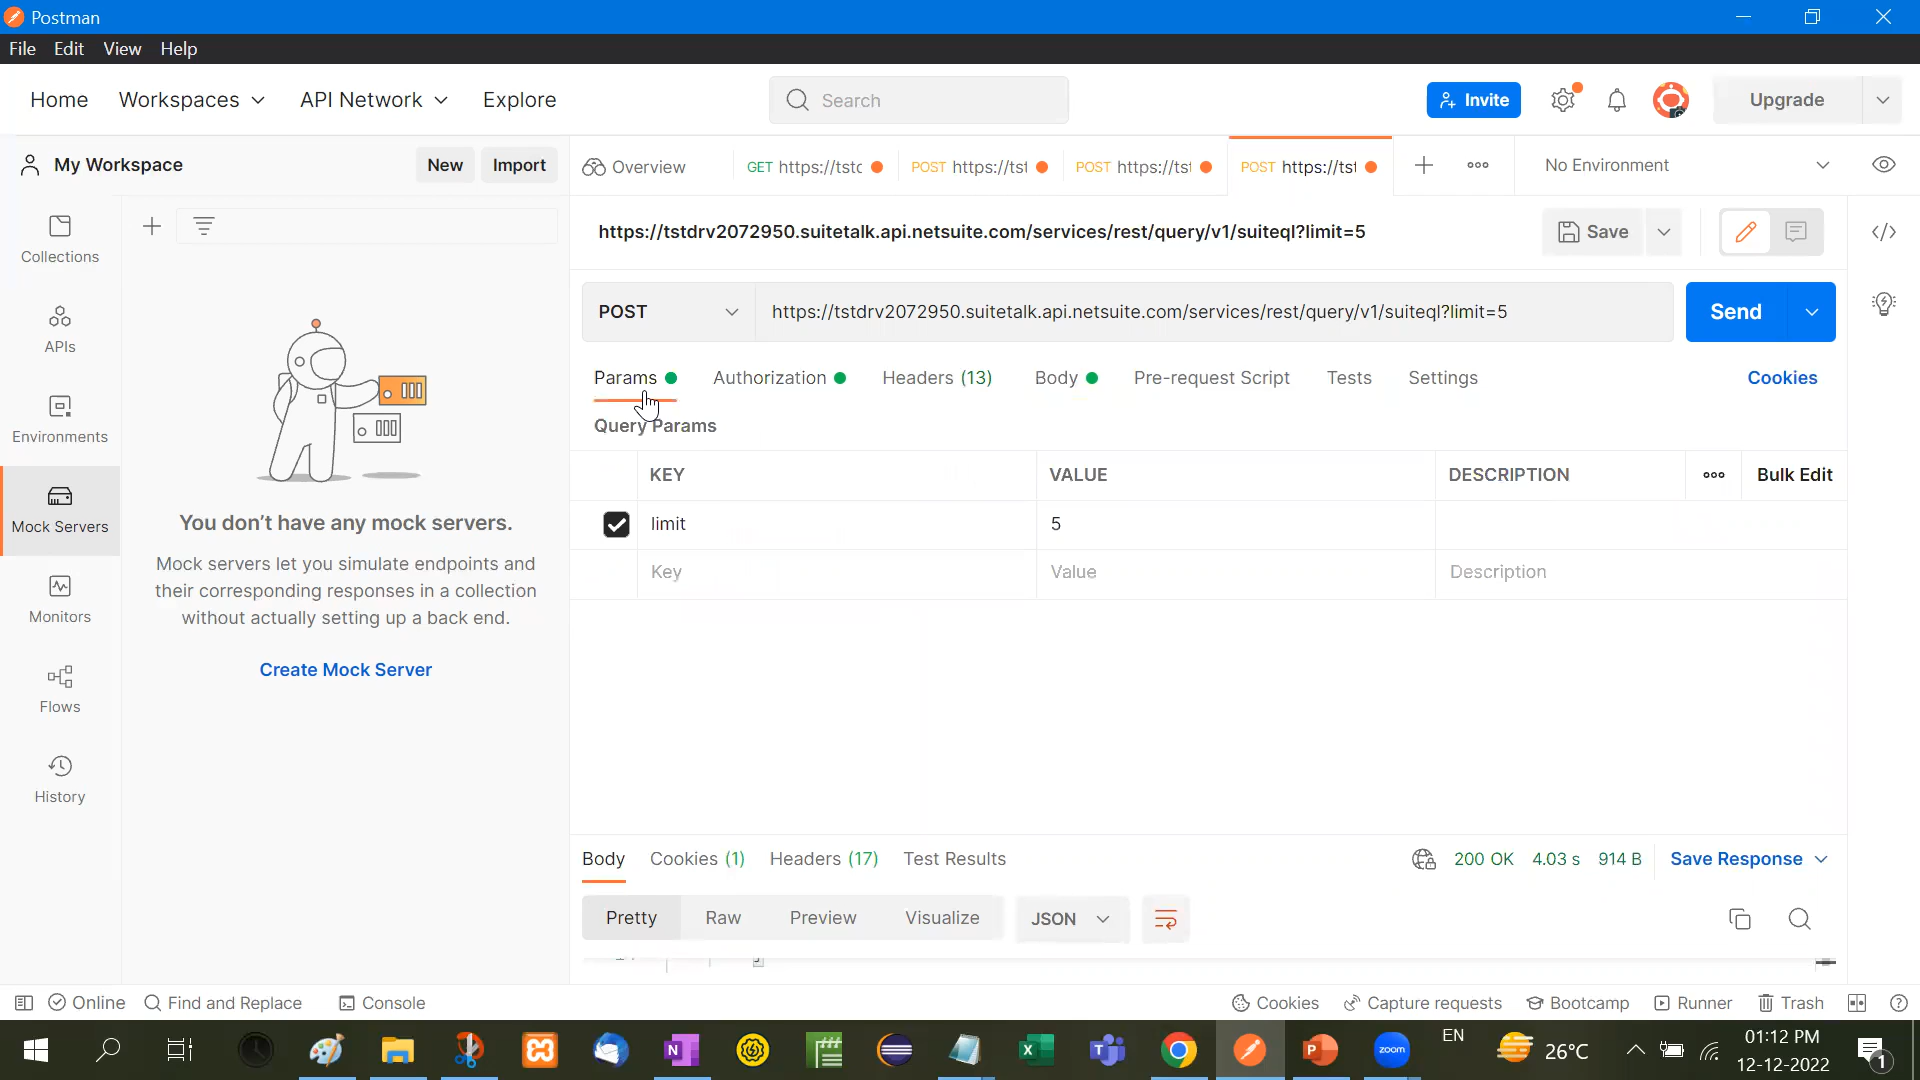 Postman
File Edit View Help
Home Workspaces API Network Explore
Search
Invite
Upgrade
My Workspace
New
Import
Overview
GET https://tstc
POST https://tst
POST https://tst
POST https://tst
No Environment
Collections
APIs
Environments
Mock Servers
Monitors
Flows
History
You don't have any mock servers.
Mock servers let you simulate endpoints and
their corresponding responses in a collection
without actually setting up a back end.
Create Mock Server
https://tstdrv2072950.suitetalk.api.netsuite.com/services/rest/query/v1/suiteql?limit=5
Save
POST
https://tstdrv2072950.suitetalk.api.netsuite.com/services/rest/query/v1/suiteql?limit=5
Send
Params Authorization Headers (13) Body Pre-request Script Tests Settings Cookies
Query Params
KEY VALUE DESCRIPTION Bulk Edit
limit 5
Key Value Description
Body Cookies (1) Headers (17) Test Results
200 OK 4.03 s 914 B Save Response
Pretty Raw Preview Visualize JSON
Online Find and Replace Console
Cookies Capture requests Bootcamp Runner Trash
zoom
EN
26°C
01:12 PM
12-12-2022
1